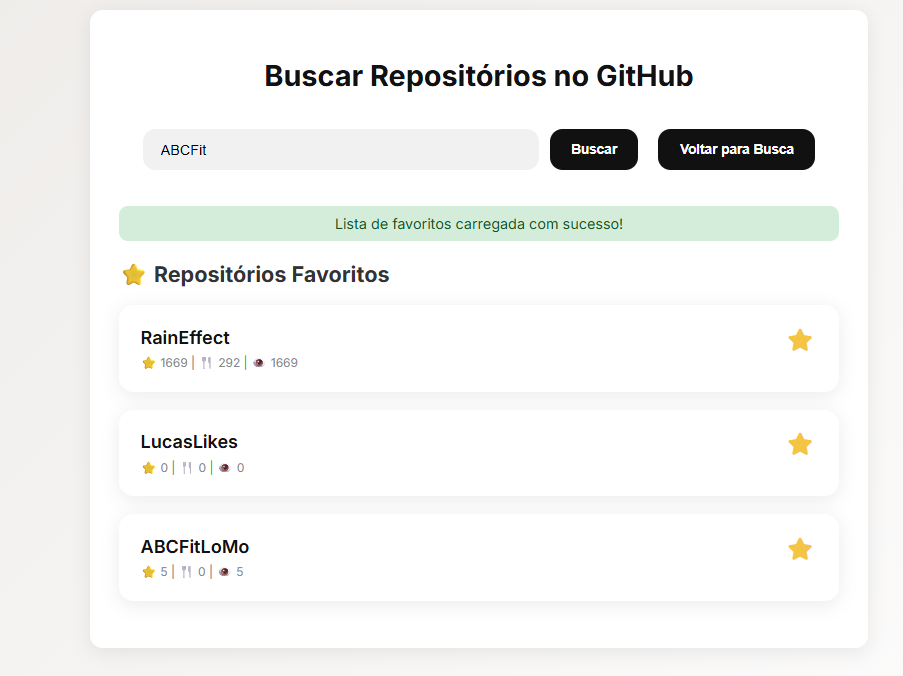 Buscar Repositórios no GitHub
ABCFit Buscar Voltar para Busca
Lista de favoritos carregada com sucesso!
⭐ Repositórios Favoritos
RainEffect
⭐ 1669 | 🍴 292 | 👁 1669
LucasLikes
⭐ 0 | 🍴 0 | 👁 0
ABCFitLoMo
⭐ 5 | 🍴 0 | 👁 5